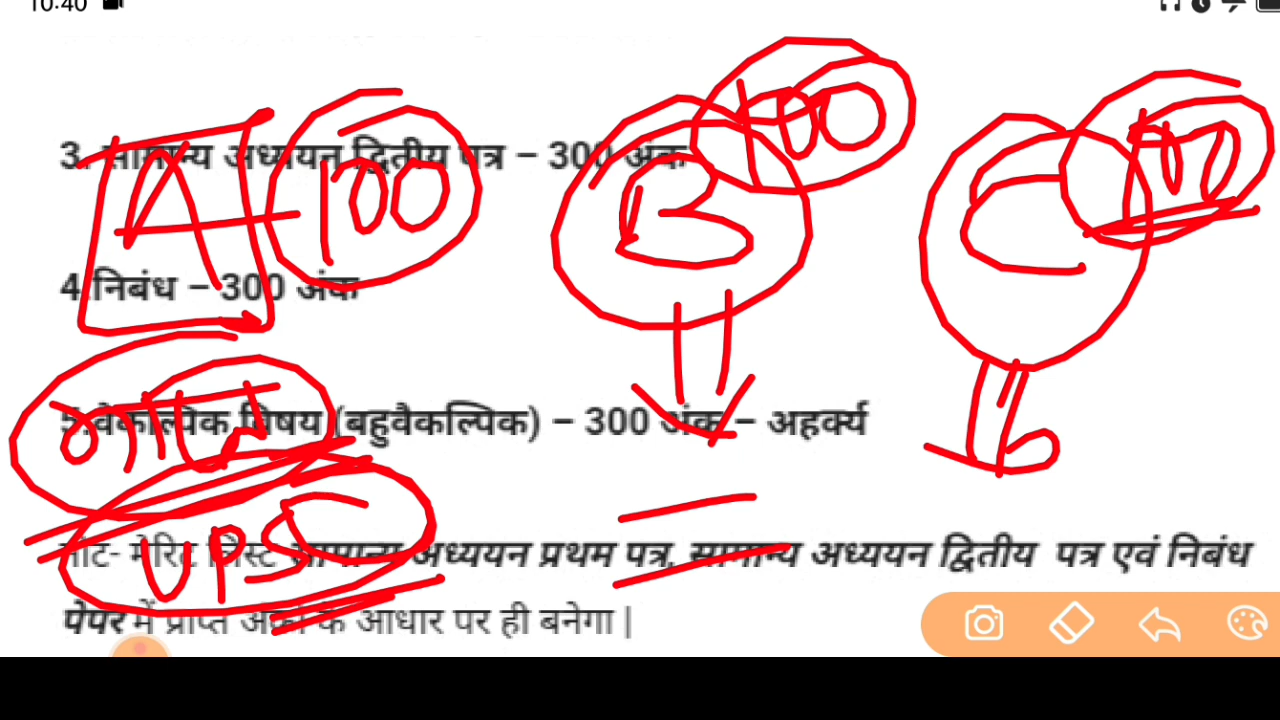 10:40
3. सामान्य अध्ययन द्वितीय पत्र – 300 अंक
A 100 B 100 C 100
4 निबंध – 300 अंक
5.वैकल्पिक विषय (बहुवैकल्पिक) – 300 अंक – अहर्क्य
UPSC
नोट- मेरिट लिस्ट सामान्य अध्ययन प्रथम पत्र, सामान्य अध्ययन द्वितीय पत्र एवं निबंध
पेपर में प्राप्त अंकों के आधार पर ही बनेगा |